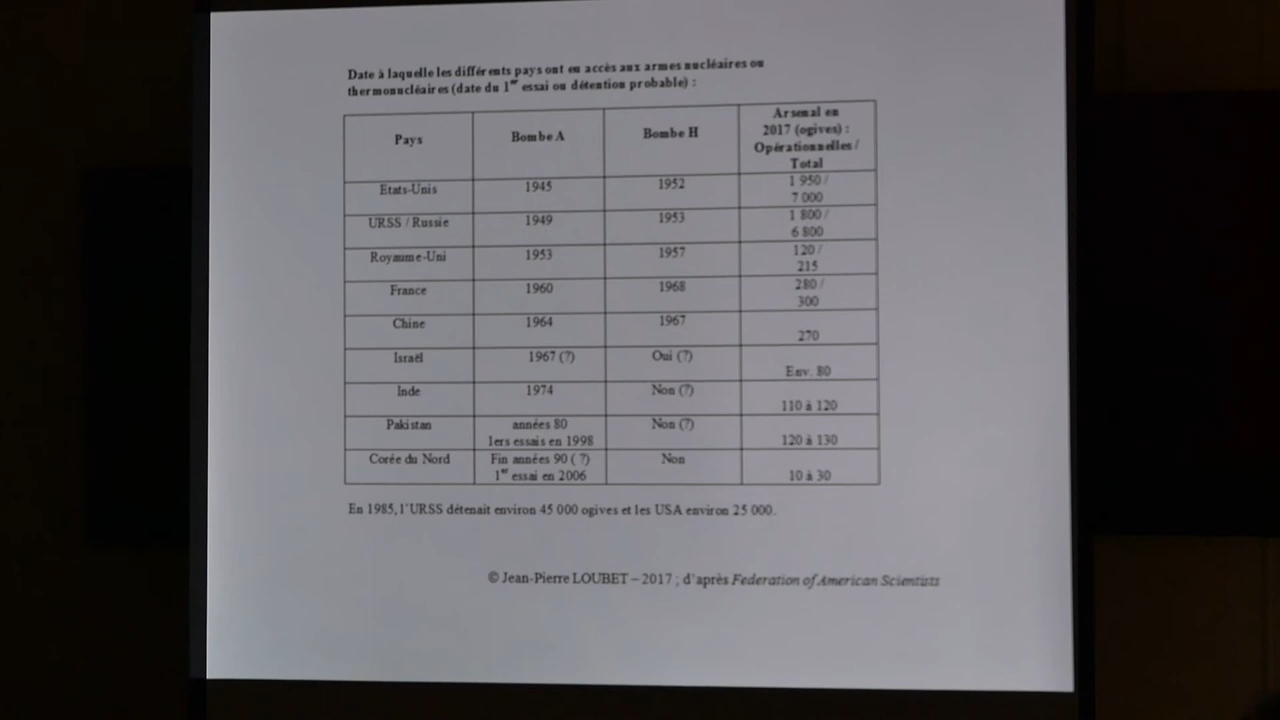 Date à laquelle les différents pays ont eu accès aux armes nucléaires ou
thermonucléaires (date du 1er essai ou détention probable) :
Pays
Bombe A
Bombe H
Arsenal en
2017 (ogives) :
Opérationnelles /
Total
Etats-Unis
1945
1952
1 950 /
7 000
URSS / Russie
1949
1953
1 800 /
6 800
Royaume-Uni
1953
1957
120 /
215
France
1960
1968
280 /
300
Chine
1964
1967
270
Israël
1967 (?)
Oui (?)
Env. 80
Inde
1974
Non (?)
110 à 120
Pakistan
années 80
1ers essais en 1998
Non (?)
120 à 130
Corée du Nord
Fin années 90 ( ?)
1er essai en 2006
Non
10 à 30
En 1985, l'URSS détenait environ 45 000 ogives et les USA environ 25 000.
© Jean-Pierre LOUBET – 2017 ; d'après Federation of American Scientists